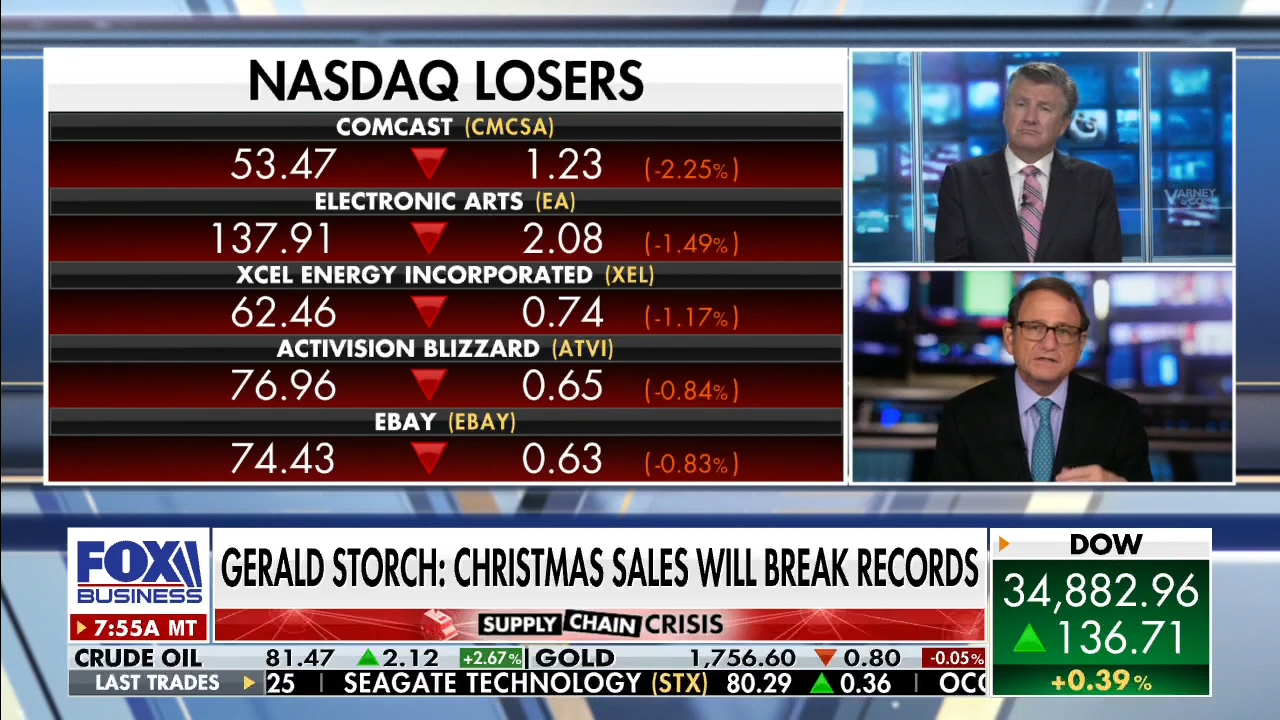 NASDAQ LOSERS
COMCAST (CMCSA)
53.47 ▼ 1.23 (-2.25%)
ELECTRONIC ARTS (EA)
137.91 ▼ 2.08 (-1.49%)
XCEL ENERGY INCORPORATED (XEL)
62.46 ▼ 0.74 (-1.17%)
ACTIVISION BLIZZARD (ATVI)
76.96 ▼ 0.65 (-0.84%)
EBAY (EBAY)
74.43 ▼ 0.63 (-0.83%)
VARNEY
& CO.
FOX
BUSINESS
7:55A MT
GERALD STORCH: CHRISTMAS SALES WILL BREAK RECORDS
SUPPLY CHAIN CRISIS
DOW
34,882.96
▲ 136.71
+0.39%
CRUDE OIL 81.47 ▲ 2.12 +2.67% GOLD 1,756.60 ▼ 0.80 -0.05%
LAST TRADES 25 | SEAGATE TECHNOLOGY (STX) 80.29 ▲ 0.36 | OCC